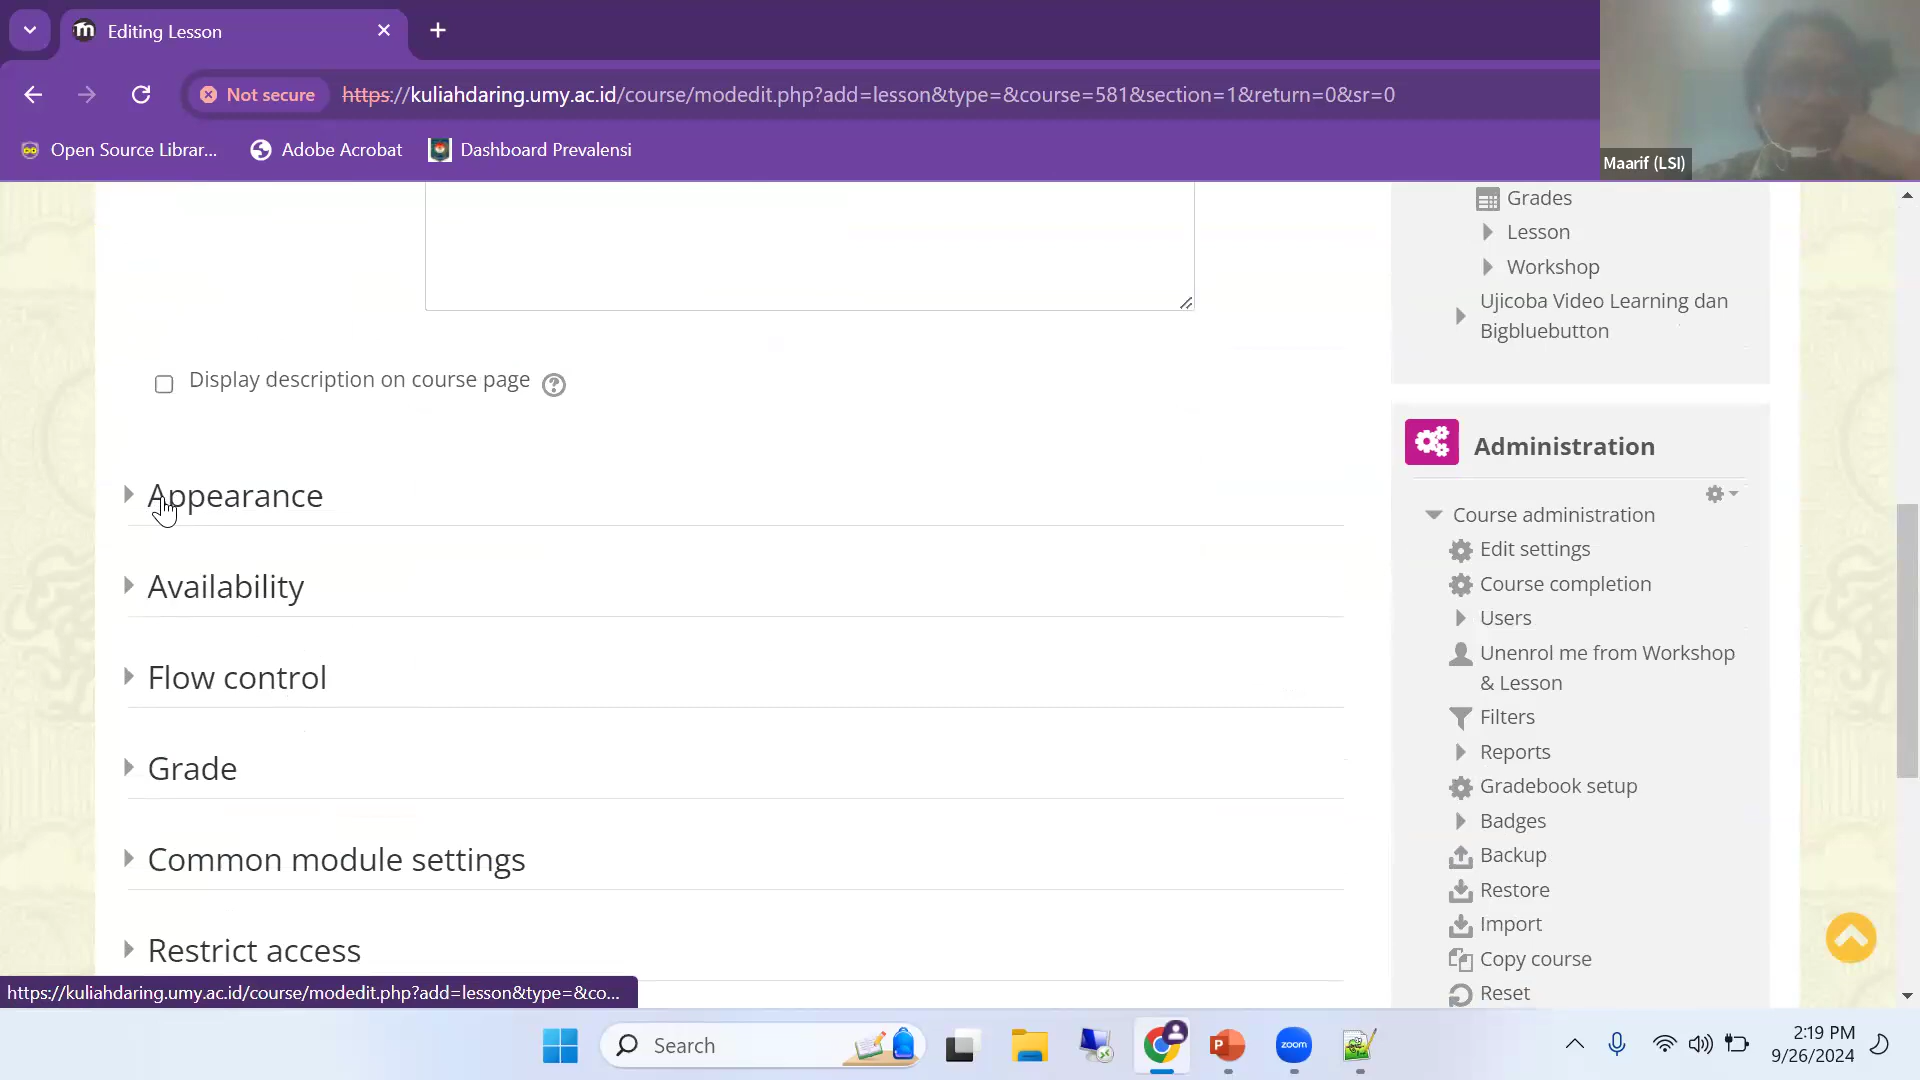 Editing Lesson
Not secure
https://kuliahdaring.umy.ac.id/course/modedit.php?add=lesson&type=&course=581&section=1&return=0&sr=0
Open Source Librar...
Adobe Acrobat
Dashboard Prevalensi
Maarif (LSI)
Display description on course page
Appearance
Availability
Flow control
Grade
Common module settings
Restrict access
Grades
Lesson
Workshop
Ujicoba Video Learning dan
Bigbluebutton
Administration
Course administration
Edit settings
Course completion
Users
Unenrol me from Workshop
& Lesson
Filters
Reports
Gradebook setup
Badges
Backup
Restore
Import
Copy course
Reset
https://kuliahdaring.umy.ac.id/course/modedit.php?add=lesson&type=&co...
Search
zoom
2:19 PM
9/26/2024